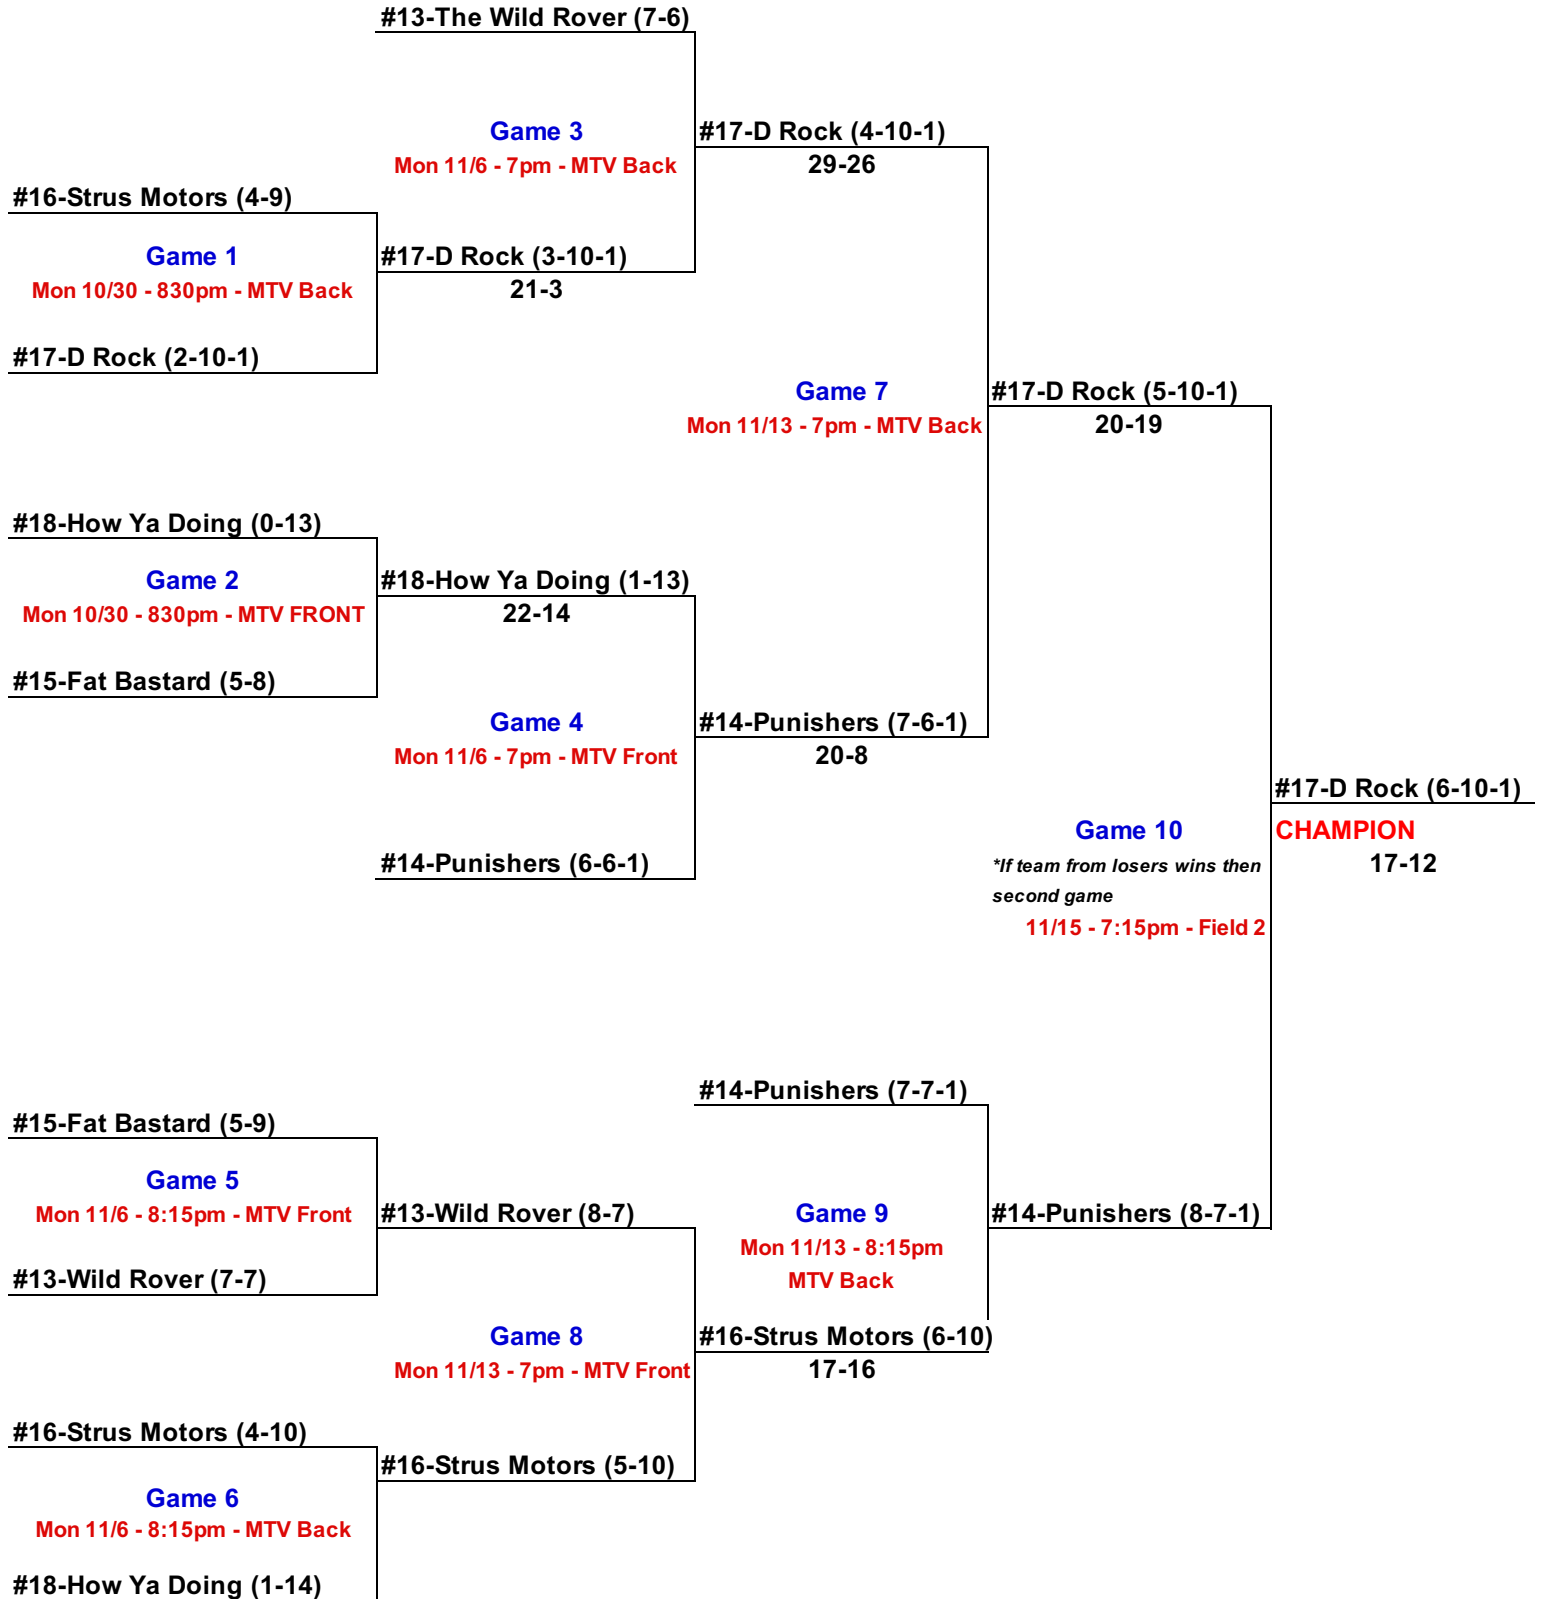 #13-The Wild Rover (7-6)
Game 3
#17-D Rock (4-10-1)
Mon 11/6 - 7pm - MTV Back
29-26
#16-Strus Motors (4-9)
Game 1
#17-D Rock (3-10-1)
Mon 10/30 - 830pm - MTV Back
21-3
#17-D Rock (2-10-1)
Game 7
#17-D Rock (5-10-1)
Mon 11/13 - 7pm - MTV Back
20-19
#18-How Ya Doing (0-13)
Game 2
#18-How Ya Doing (1-13)
Mon 10/30 - 830pm - MTV FRONT
22-14
#15-Fat Bastard (5-8)
Game 4
#14-Punishers (7-6-1)
Mon 11/6 - 7pm - MTV Front
20-8
#17-D Rock (6-10-1)
Game 10
CHAMPION
#14-Punishers (6-6-1)
*If team from losers wins then
17-12
second game
11/15 - 7:15pm - Field 2
#14-Punishers (7-7-1)
#15-Fat Bastard (5-9)
Game 5
Mon 11/6 - 8:15pm - MTV Front
#13-Wild Rover (8-7)
Game 9
#14-Punishers (8-7-1)
Mon 11/13 - 8:15pm
#13-Wild Rover (7-7)
MTV Back
Game 8
#16-Strus Motors (6-10)
Mon 11/13 - 7pm - MTV Front
17-16
#16-Strus Motors (4-10)
#16-Strus Motors (5-10)
Game 6
Mon 11/6 - 8:15pm - MTV Back
#18-How Ya Doing (1-14)